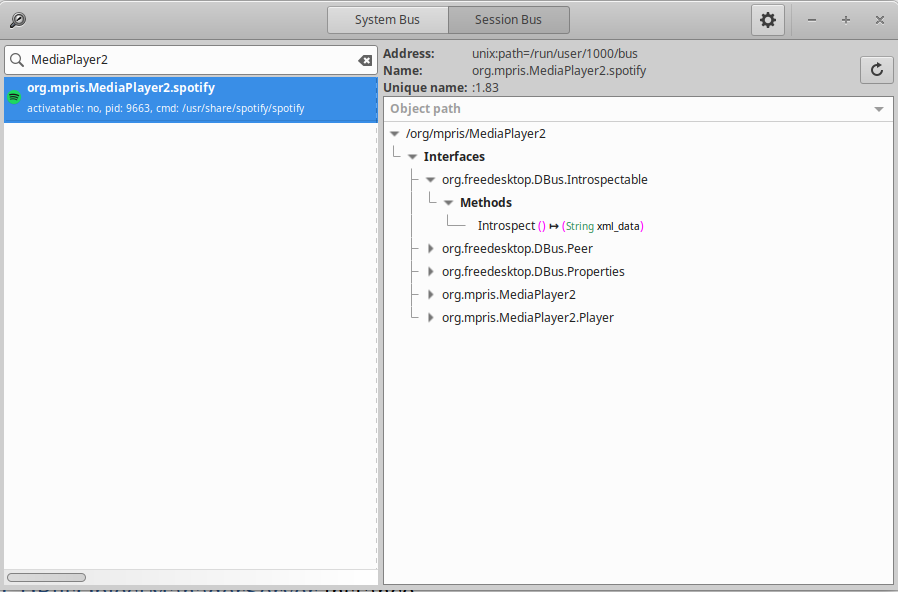 System Bus
Session Bus
MediaPlayer2
org.mpris.MediaPlayer2.spotify
activatable: no, pid: 9663, cmd: /usr/share/spotify/spotify
Address: unix:path=/run/user/1000/bus
Name: org.mpris.MediaPlayer2.spotify
Unique name: :1.83
Object path
/org/mpris/MediaPlayer2
Interfaces
org.freedesktop.DBus.Introspectable
Methods
Introspect () ↦ (String xml_data)
org.freedesktop.DBus.Peer
org.freedesktop.DBus.Properties
org.mpris.MediaPlayer2
org.mpris.MediaPlayer2.Player